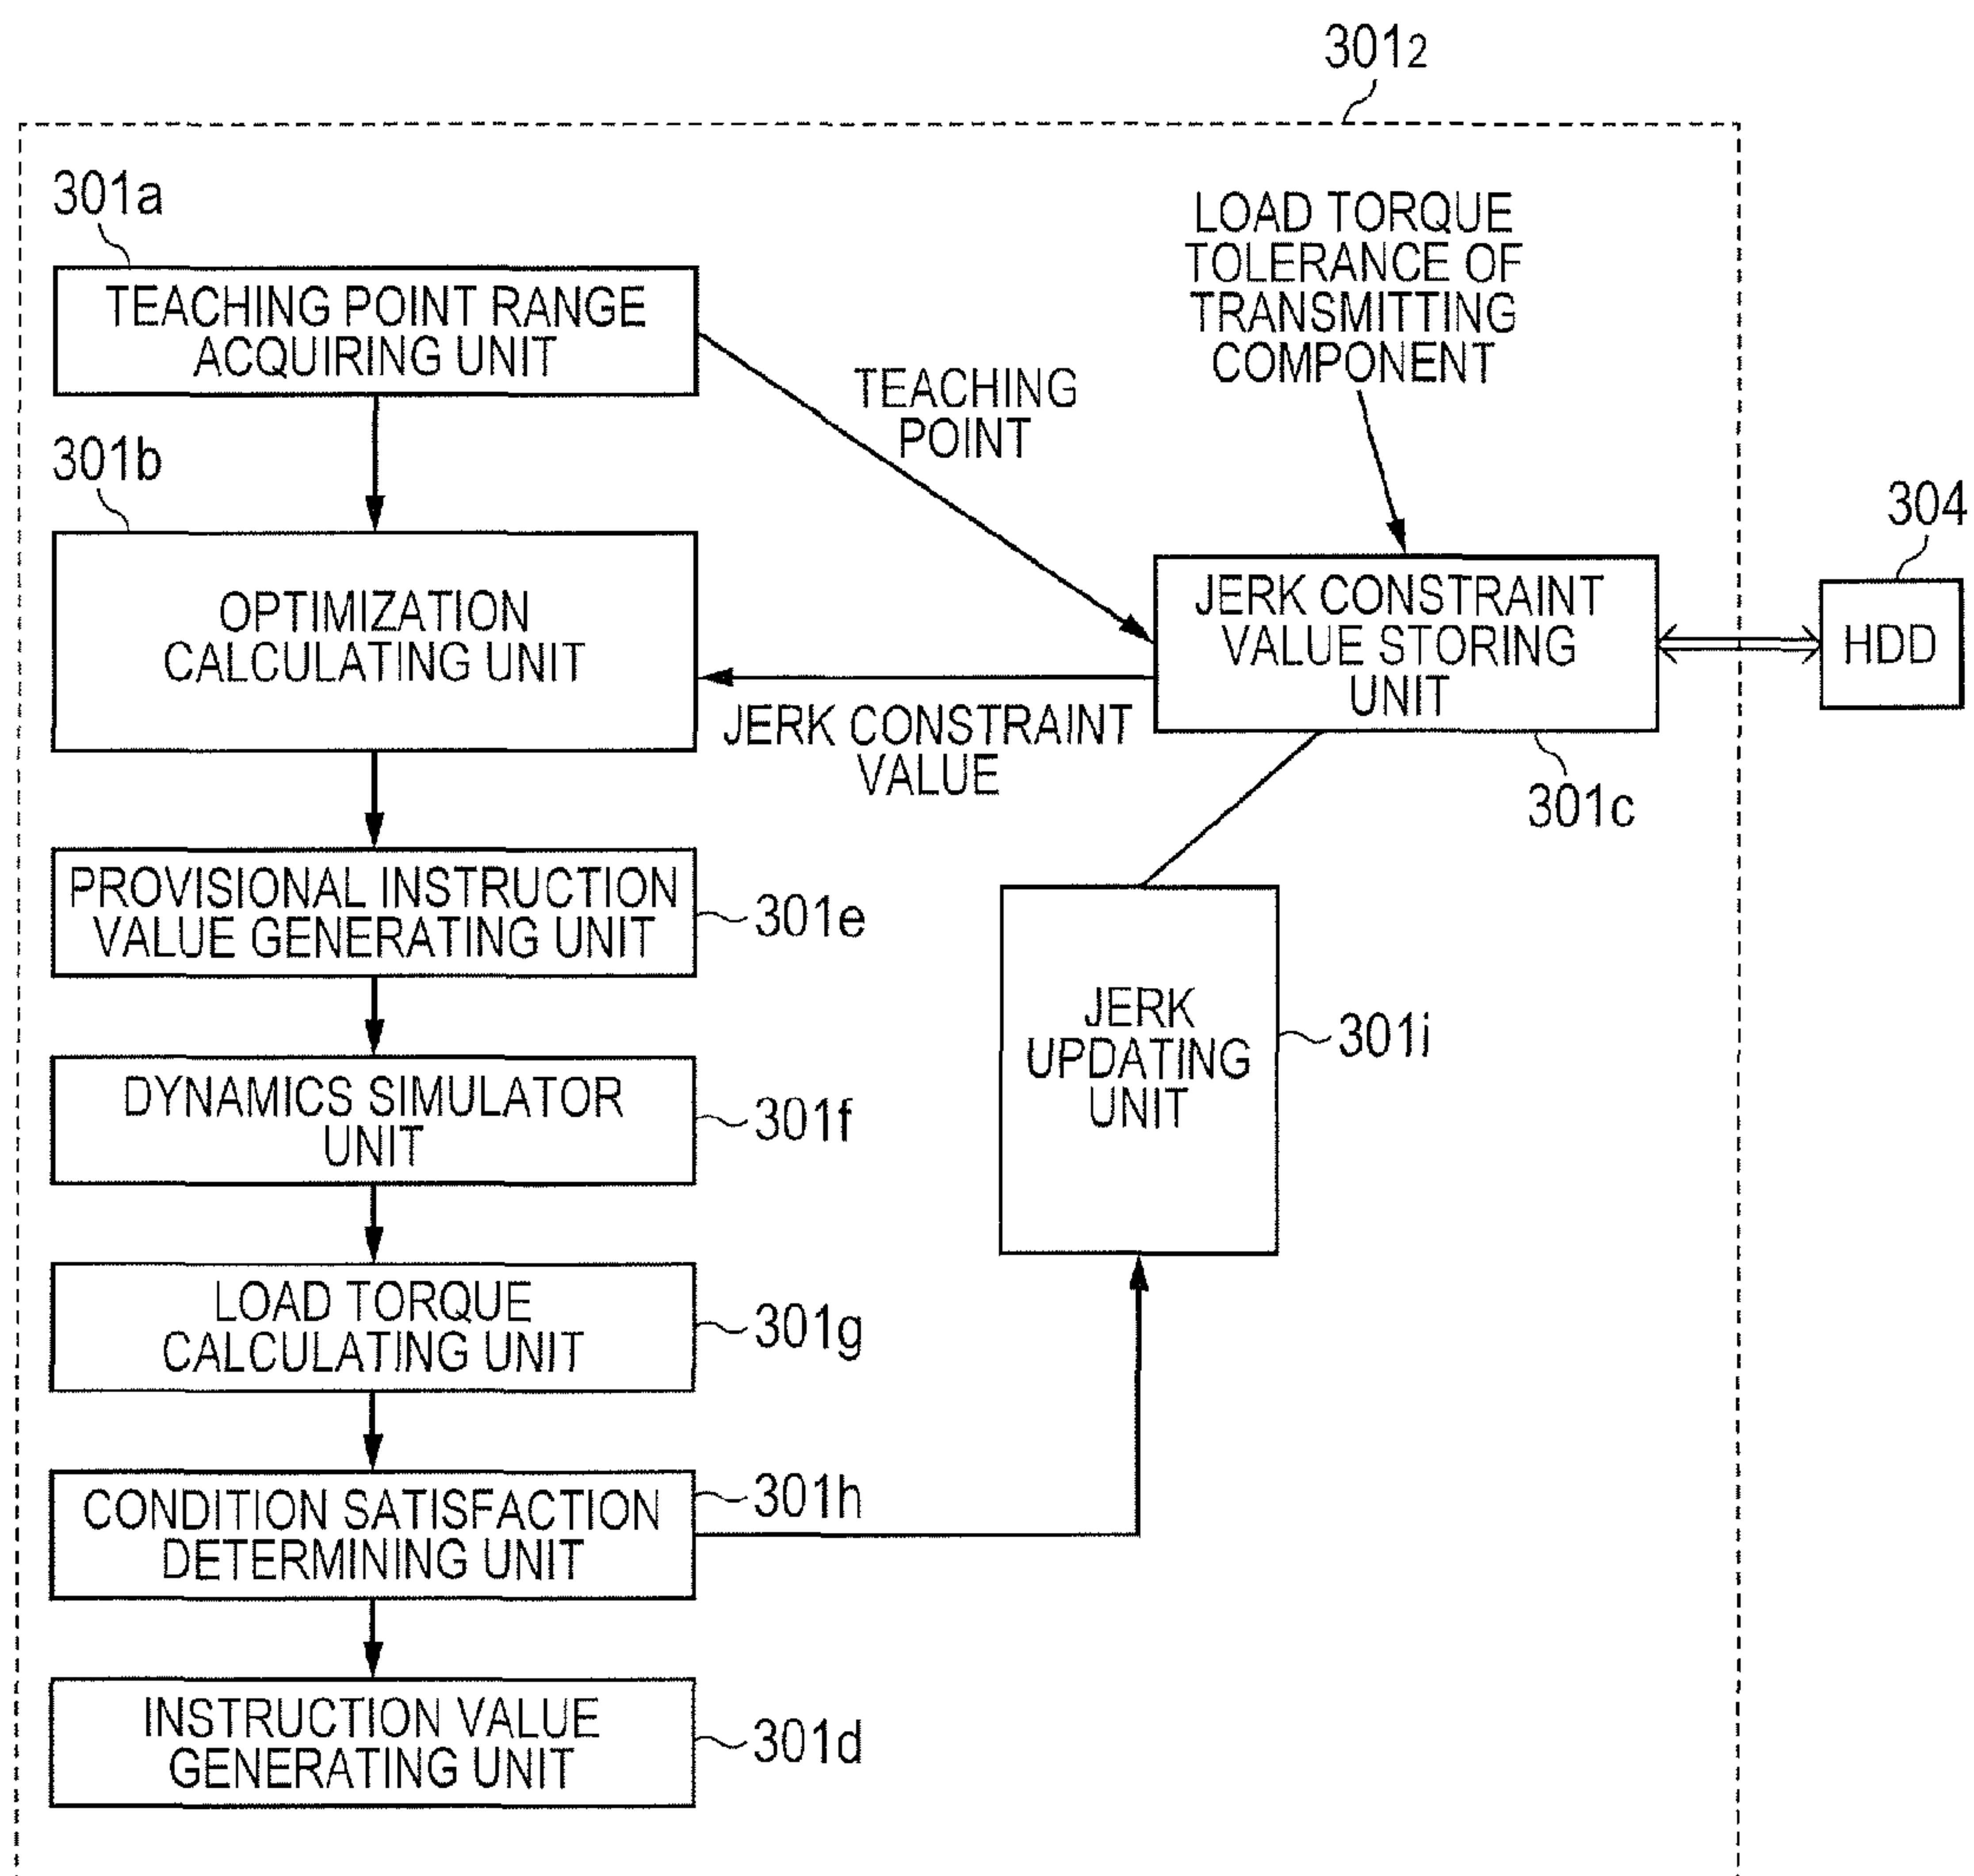 301₂
301a
TEACHING POINT RANGE
ACQUIRING UNIT
LOAD TORQUE
TOLERANCE OF
TRANSMITTING
COMPONENT
TEACHING
POINT
301b
OPTIMIZATION
CALCULATING UNIT
JERK CONSTRAINT
VALUE STORING
UNIT
304
HDD
JERK CONSTRAINT
VALUE
301c
PROVISIONAL INSTRUCTION
VALUE GENERATING UNIT
301e
JERK
UPDATING
UNIT
301i
DYNAMICS SIMULATOR
UNIT
301f
LOAD TORQUE
CALCULATING UNIT
301g
CONDITION SATISFACTION
DETERMINING UNIT
301h
INSTRUCTION VALUE
GENERATING UNIT
301d